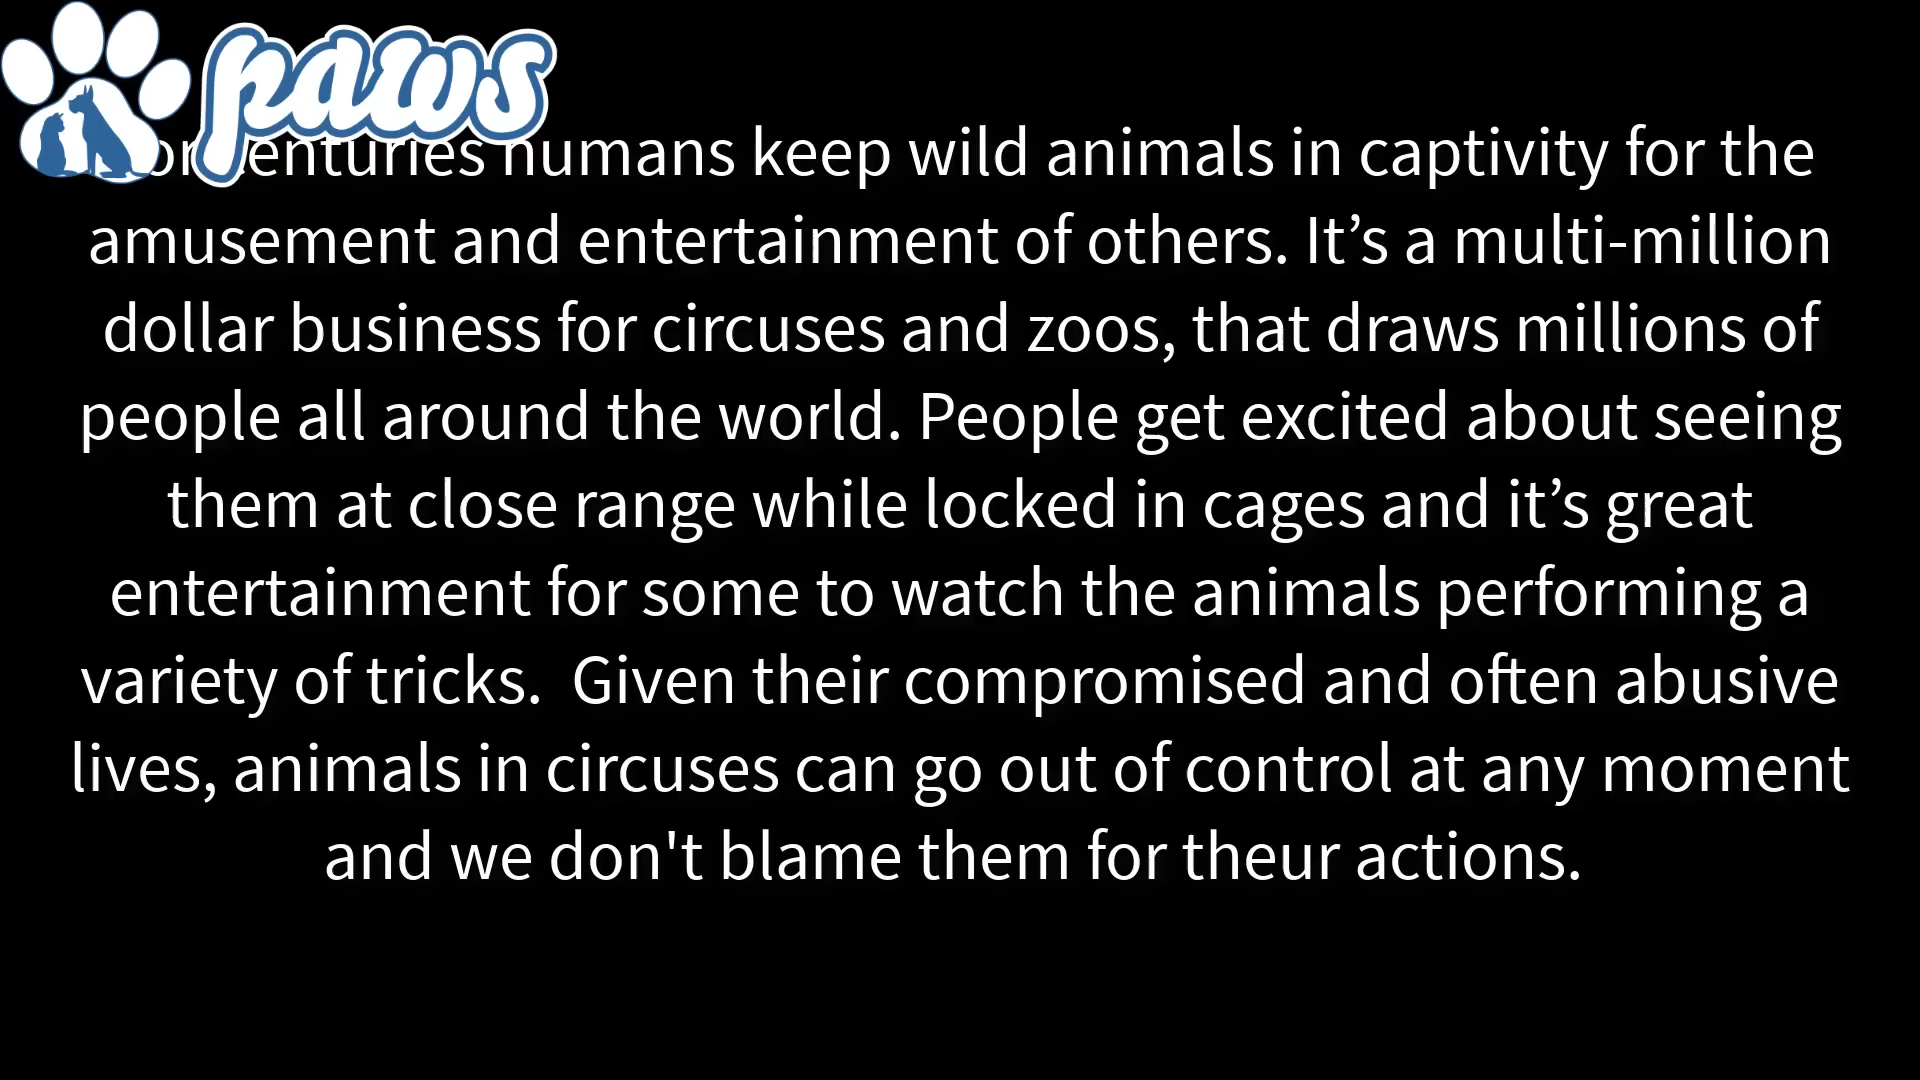 paws
For centuries humans keep wild animals in captivity for the
amusement and entertainment of others. It’s a multi-million
dollar business for circuses and zoos, that draws millions of
people all around the world. People get excited about seeing
them at close range while locked in cages and it’s great
entertainment for some to watch the animals performing a
variety of tricks.  Given their compromised and often abusive
lives, animals in circuses can go out of control at any moment
and we don't blame them for theur actions.